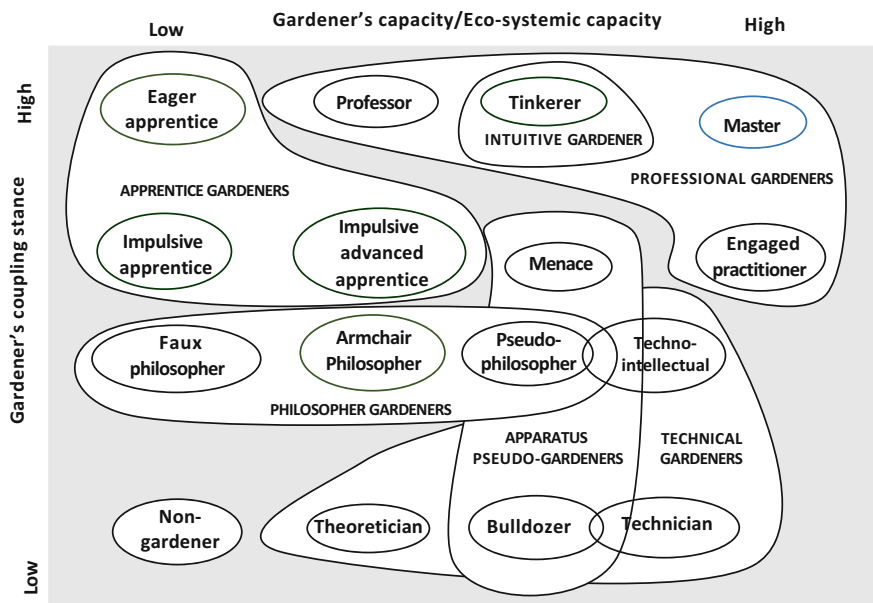 Gardener's capacity/Eco-systemic capacity
Low
High
Gardener's coupling stance
High
Low
Eager
apprentice
Professor
Tinkerer
INTUITIVE GARDENER
Master
APPRENTICE GARDENERS
PROFESSIONAL GARDENERS
Impulsive
apprentice
Impulsive
advanced
apprentice
Menace
Engaged
practitioner
Faux
philosopher
Armchair
Philosopher
Pseudo-
philosopher
Techno-
intellectual
PHILOSOPHER GARDENERS
APPARATUS
PSEUDO-GARDENERS
TECHNICAL
GARDENERS
Non-
gardener
Theoretician
Bulldozer
Technician